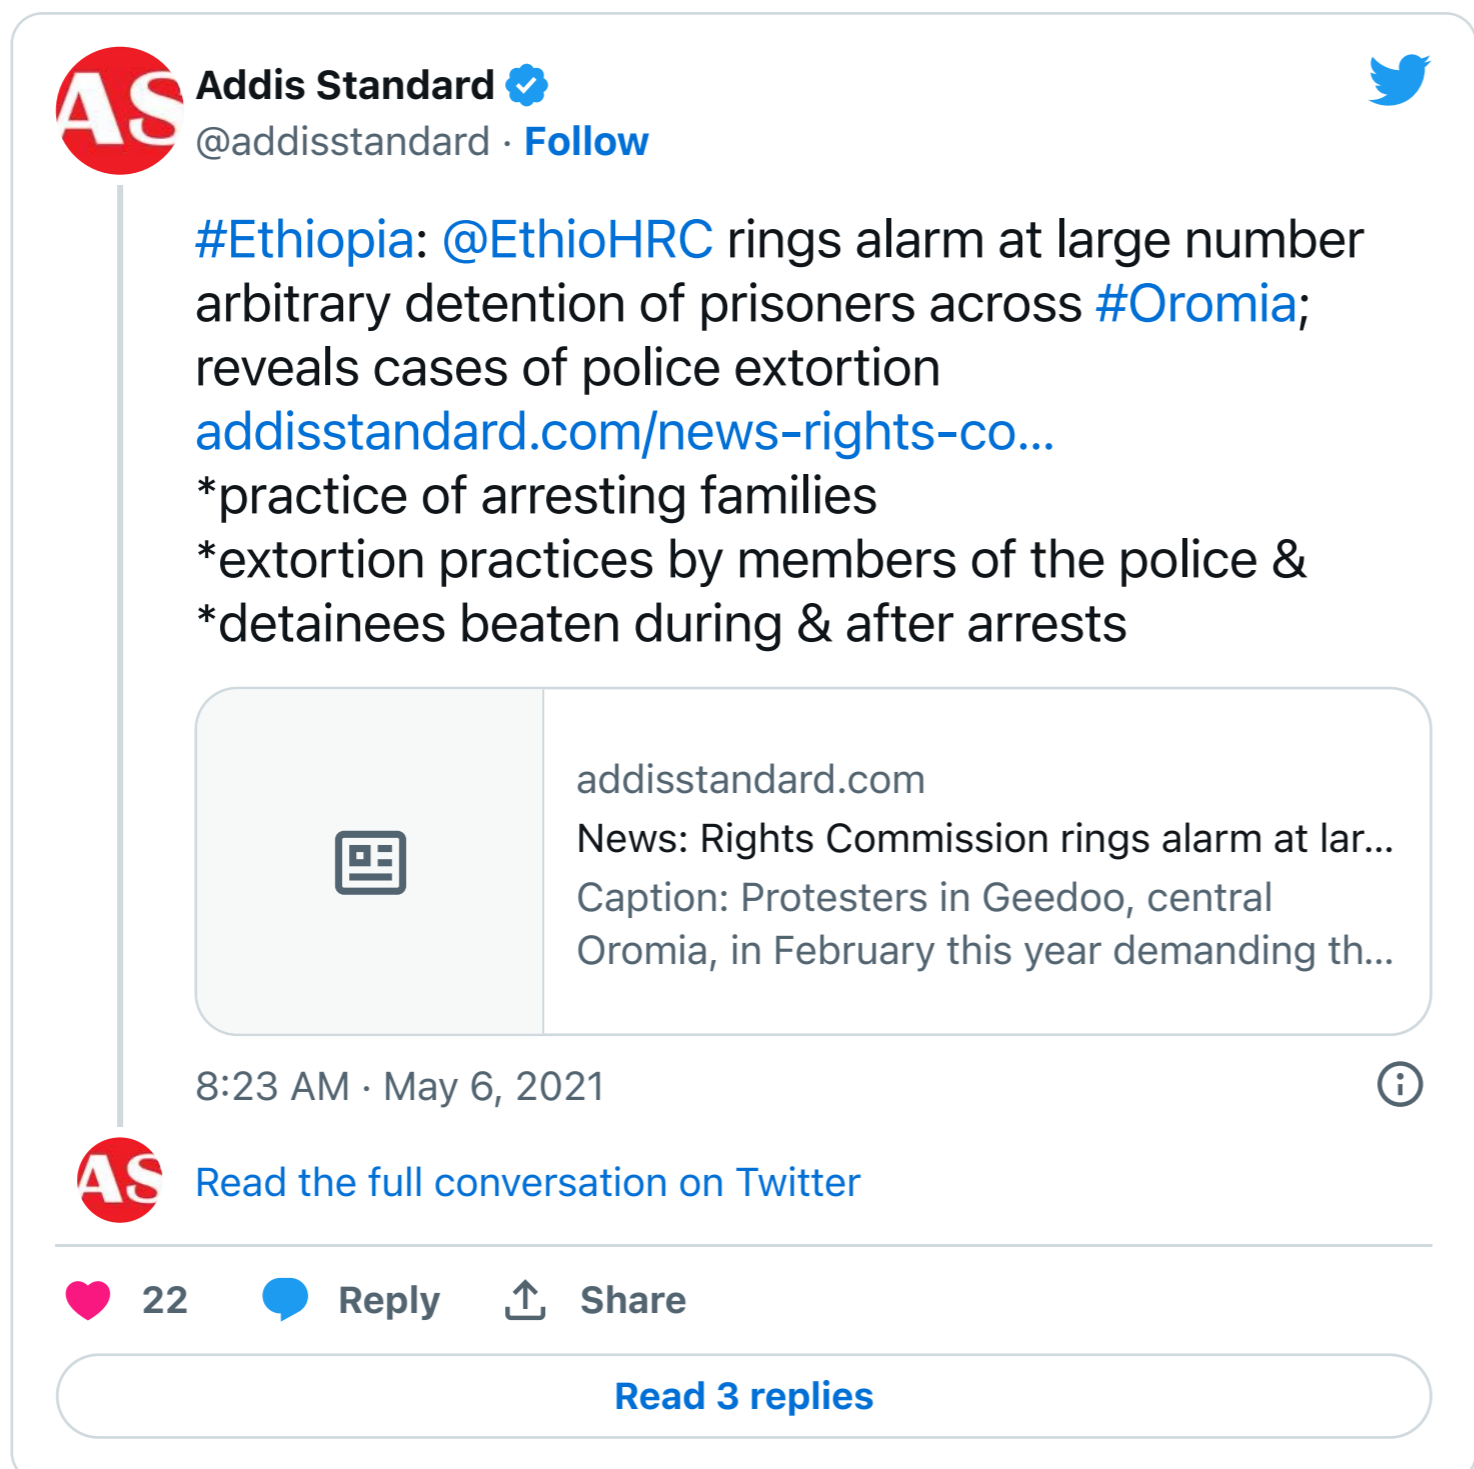 AS
Addis Standard
@addisstandard · Follow
#Ethiopia: @EthioHRC rings alarm at large number
arbitrary detention of prisoners across #Oromia;
reveals cases of police extortion
addisstandard.com/news-rights-co...
*practice of arresting families
*extortion practices by members of the police &
*detainees beaten during & after arrests
addisstandard.com
News: Rights Commission rings alarm at lar...
Caption: Protesters in Geedoo, central
Oromia, in February this year demanding th...
8:23 AM · May 6, 2021
AS
Read the full conversation on Twitter
22 Reply Share
Read 3 replies